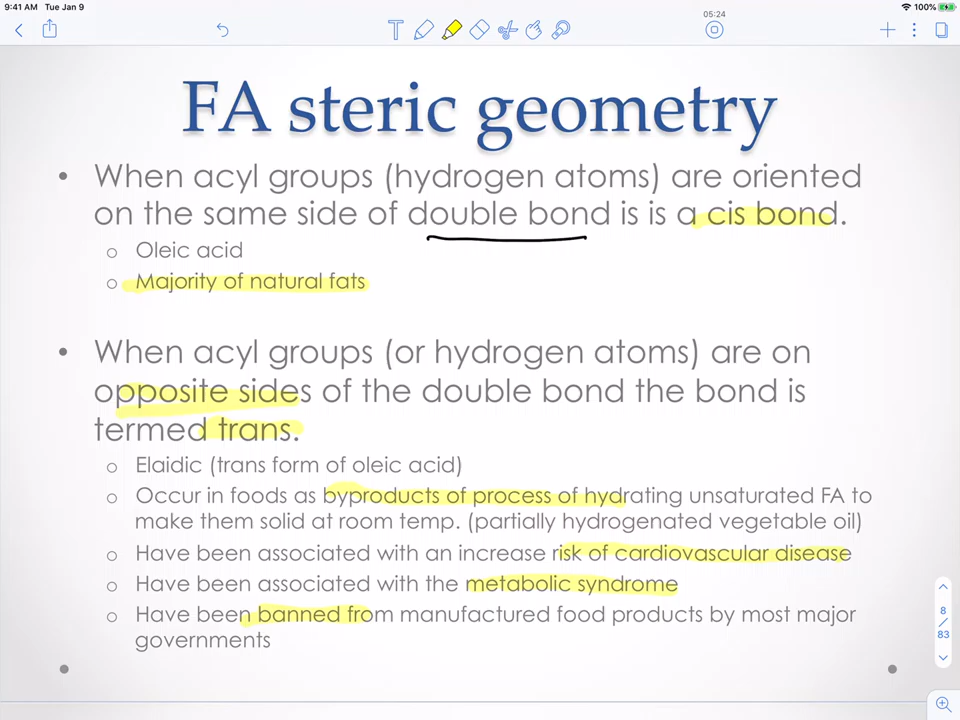 9:41 AM Tue Jan 9
100%
05:24
FA steric geometry
• When acyl groups (hydrogen atoms) are oriented
on the same side of double bond is is a cis bond.
o Oleic acid
o Majority of natural fats
• When acyl groups (or hydrogen atoms) are on
opposite sides of the double bond the bond is
termed trans.
o Elaidic (trans form of oleic acid)
o Occur in foods as byproducts of process of hydrating unsaturated FA to
make them solid at room temp. (partially hydrogenated vegetable oil)
o Have been associated with an increase risk of cardiovascular disease
o Have been associated with the metabolic syndrome
o Have been banned from manufactured food products by most major
governments
8
/
83